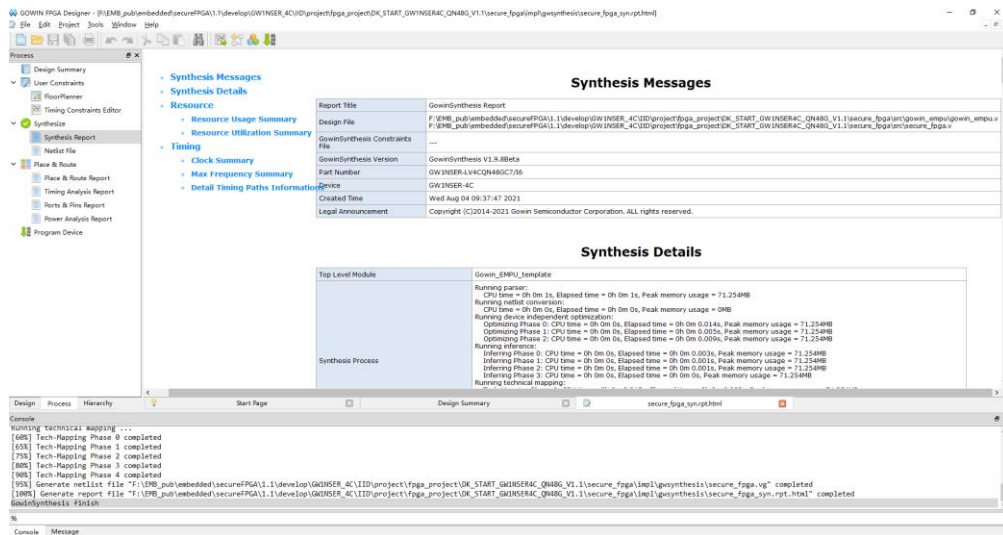 GOWIN FPGA Designer - [F:\EMB_pub\embedded\secureFPGA\1.1\develop\GW1NSER_4C\IID\project\fpga_project\DK_START_GW1NSER4C_QN48G_V1.1\secure_fpga\impl\gwsynthesis\secure_fpga_syn.rpt.html]
File Edit Project Tools Window Help
Process
Design Summary
User Constraints
FloorPlanner
Timing Constraints Editor
Synthesize
Synthesis Report
Netlist File
Place & Route
Place & Route Report
Timing Analysis Report
Ports & Pins Report
Power Analysis Report
Program Device
Synthesis Messages
Synthesis Details
Resource
Resource Usage Summary
Resource Utilization Summary
Timing
Clock Summary
Max Frequency Summary
Detail Timing Paths Informations
Synthesis Messages
Report Title GowinSynthesis Report
Design File F:\EMB_pub\embedded\secureFPGA\1.1\develop\GW1NSER_4C\IID\project\fpga_project\DK_START_GW1NSER4C_QN48G_V1.1\secure_fpga\src\gowin_empu\gowin_empu.v
F:\EMB_pub\embedded\secureFPGA\1.1\develop\GW1NSER_4C\IID\project\fpga_project\DK_START_GW1NSER4C_QN48G_V1.1\secure_fpga\src\secure_fpga.v
GowinSynthesis Constraints File ---
GowinSynthesis Version GowinSynthesis V1.9.8Beta
Part Number GW1NSER-LV4CQN48GC7/I6
Device GW1NSER-4C
Created Time Wed Aug 04 09:37:47 2021
Legal Announcement Copyright (C)2014-2021 Gowin Semiconductor Corporation. ALL rights reserved.
Synthesis Details
Top Level Module Gowin_EMPU_template
Synthesis Process
Running parser:
CPU time = 0h 0m 1s, Elapsed time = 0h 0m 1s, Peak memory usage = 71.254MB
Running netlist conversion:
CPU time = 0h 0m 0s, Elapsed time = 0h 0m 0s, Peak memory usage = 0MB
Running device independent optimization:
Optimizing Phase 0: CPU time = 0h 0m 0s, Elapsed time = 0h 0m 0.014s, Peak memory usage = 71.254MB
Optimizing Phase 1: CPU time = 0h 0m 0s, Elapsed time = 0h 0m 0.005s, Peak memory usage = 71.254MB
Optimizing Phase 2: CPU time = 0h 0m 0s, Elapsed time = 0h 0m 0.009s, Peak memory usage = 71.254MB
Running inference:
Inferring Phase 0: CPU time = 0h 0m 0s, Elapsed time = 0h 0m 0.003s, Peak memory usage = 71.254MB
Inferring Phase 1: CPU time = 0h 0m 0s, Elapsed time = 0h 0m 0.001s, Peak memory usage = 71.254MB
Inferring Phase 2: CPU time = 0h 0m 0s, Elapsed time = 0h 0m 0.001s, Peak memory usage = 71.254MB
Inferring Phase 3: CPU time = 0h 0m 0s, Elapsed time = 0h 0m 0s, Peak memory usage = 71.254MB
Running technical mapping:
Design Process Hierarchy
Start Page Design Summary secure_fpga_syn.rpt.html
Console
Running technical mapping ...
[60%] Tech-Mapping Phase 0 completed
[65%] Tech-Mapping Phase 1 completed
[75%] Tech-Mapping Phase 2 completed
[80%] Tech-Mapping Phase 3 completed
[90%] Tech-Mapping Phase 4 completed
[95%] Generate netlist file "F:\EMB_pub\embedded\secureFPGA\1.1\develop\GW1NSER_4C\IID\project\fpga_project\DK_START_GW1NSER4C_QN48G_V1.1\secure_fpga\impl\gwsynthesis\secure_fpga.vg" completed
[100%] Generate report file "F:\EMB_pub\embedded\secureFPGA\1.1\develop\GW1NSER_4C\IID\project\fpga_project\DK_START_GW1NSER4C_QN48G_V1.1\secure_fpga\impl\gwsynthesis\secure_fpga_syn.rpt.html" completed
GowinSynthesis finish
%
Console Message